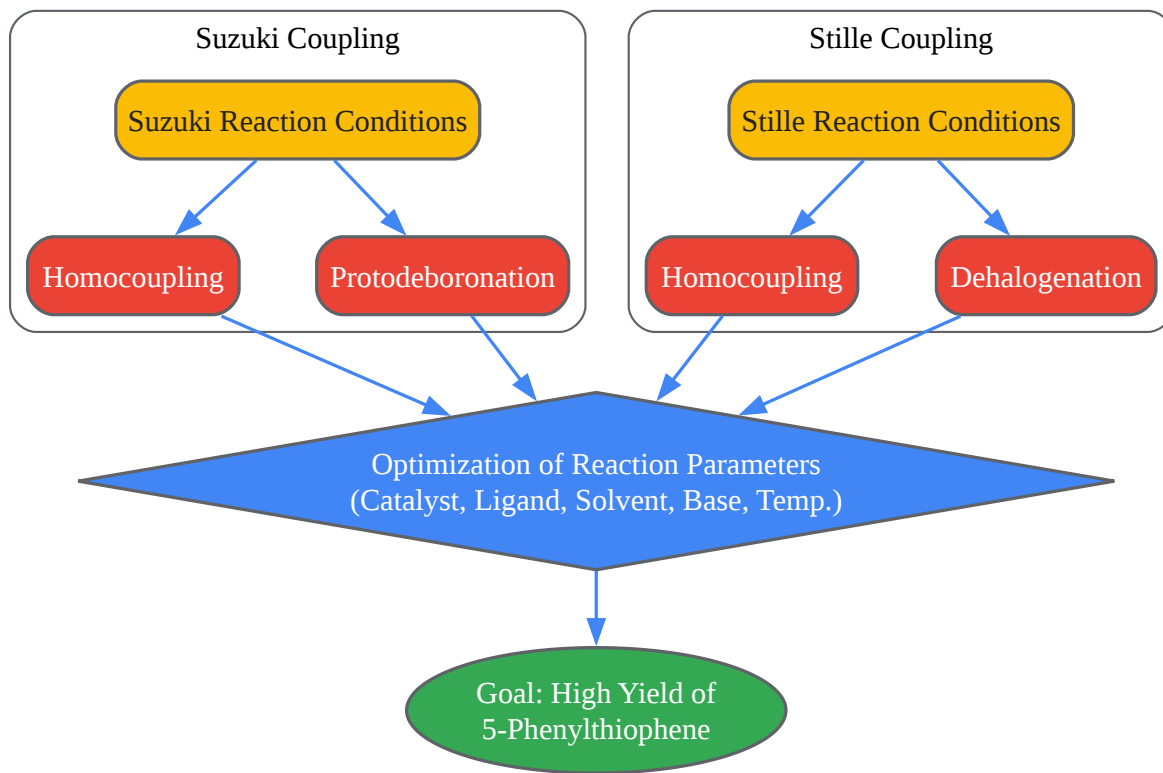 Suzuki Coupling
Stille Coupling
Suzuki Reaction Conditions
Stille Reaction Conditions
Homocoupling
Protodeboronation
Homocoupling
Dehalogenation
Optimization of Reaction Parameters
(Catalyst, Ligand, Solvent, Base, Temp.)
Goal: High Yield of
5-Phenylthiophene